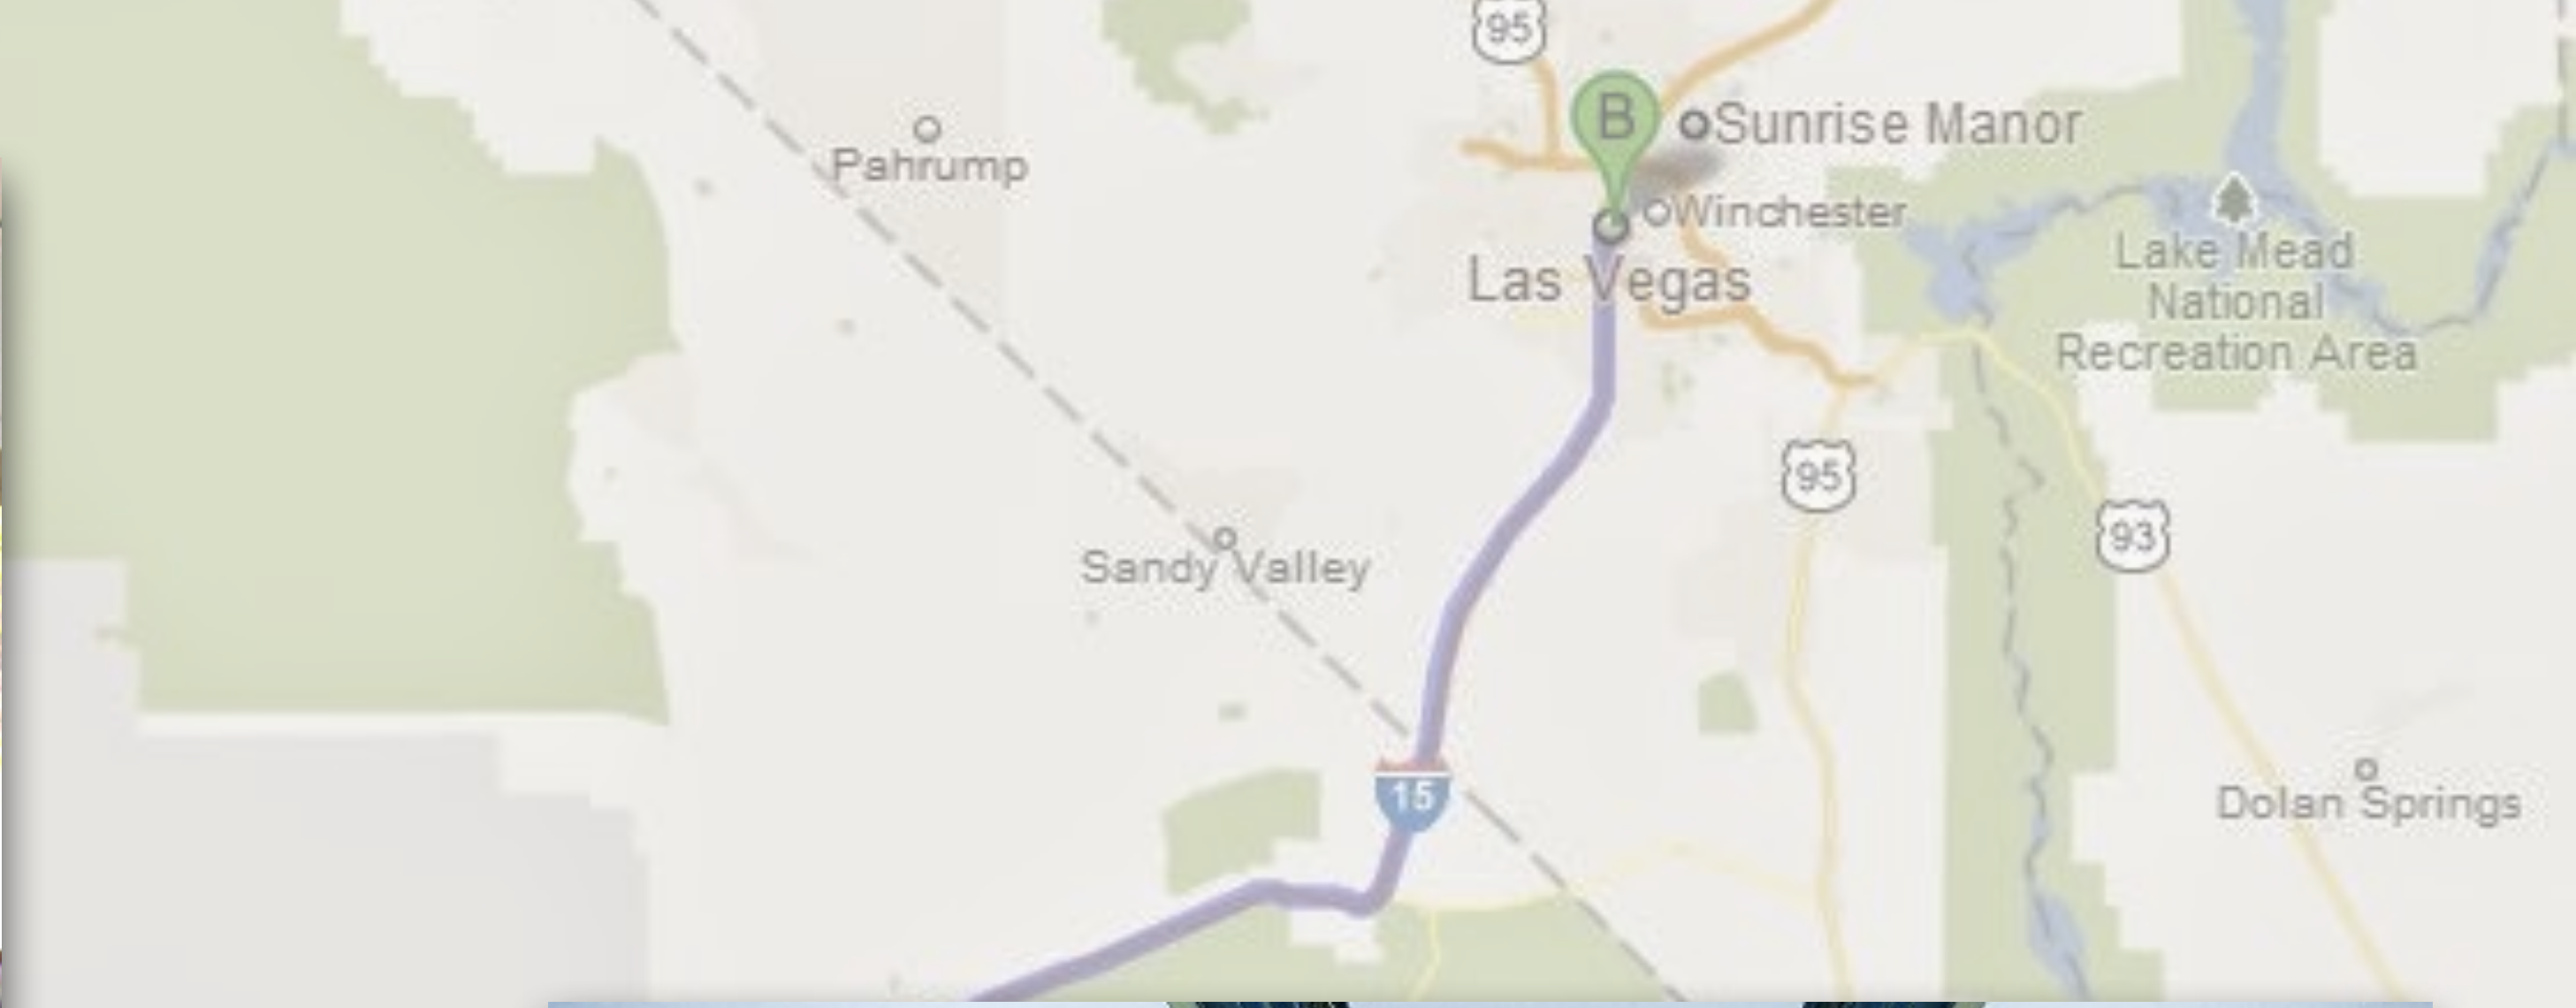 95
B
Sunrise Manor
Pahrump
Winchester
Las Vegas
Lake Mead
National
Recreation Area
95
93
Sandy Valley
15
Dolan Springs